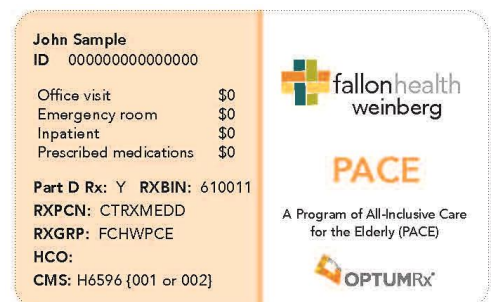 John Sample
ID 000000000000000
Office visit $0
Emergency room $0
Inpatient $0
Prescribed medications $0
Part D Rx: Y RXBIN: 610011
RXPCN: CTRXMEDD
RXGRP: FCHWPCE
HCO:
CMS: H6596 {001 or 002}
fallonhealth
weinberg
PACE
A Program of All-Inclusive Care
for the Elderly (PACE)
OPTUMRx®